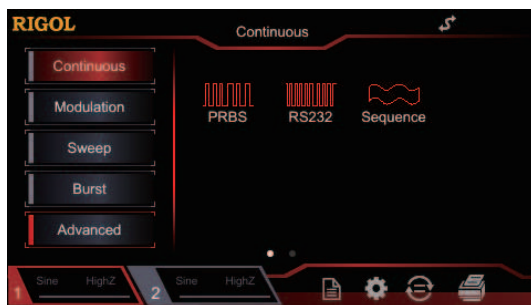 RIGOL
Continuous
Continuous
Modulation
Sweep
Burst
Advanced
PRBS RS232 Sequence
1 Sine HighZ 2 Sine HighZ